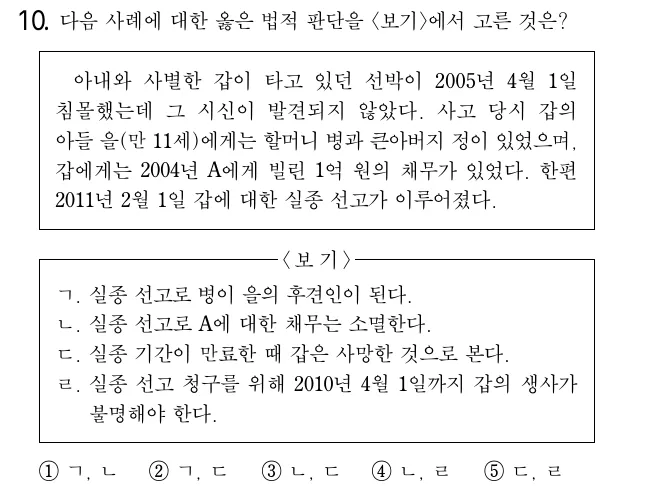 10. 다음 사례에 대한 옳은 법적 판단을 〈보기〉에서 고른 것은?
아내와 사별한 갑이 타고 있던 선박이 2005년 4월 1일
침몰했는데 그 시신이 발견되지 않았다. 사고 당시 갑의
아들 을(만 11세)에게는 할머니 병과 큰아버지 정이 있었으며,
갑에게는 2004년 A에게 빌린 1억 원의 채무가 있었다. 한편
2011년 2월 1일 갑에 대한 실종 선고가 이루어졌다.
〈보 기〉
ㄱ. 실종 선고로 병이 을의 후견인이 된다.
ㄴ. 실종 선고로 A에 대한 채무는 소멸한다.
ㄷ. 실종 기간이 만료한 때 갑은 사망한 것으로 본다.
ㄹ. 실종 선고 청구를 위해 2010년 4월 1일까지 갑의 생사가
불명해야 한다.
① ㄱ, ㄴ ② ㄱ, ㄷ ③ ㄴ, ㄷ ④ ㄴ, ㄹ ⑤ ㄷ, ㄹ